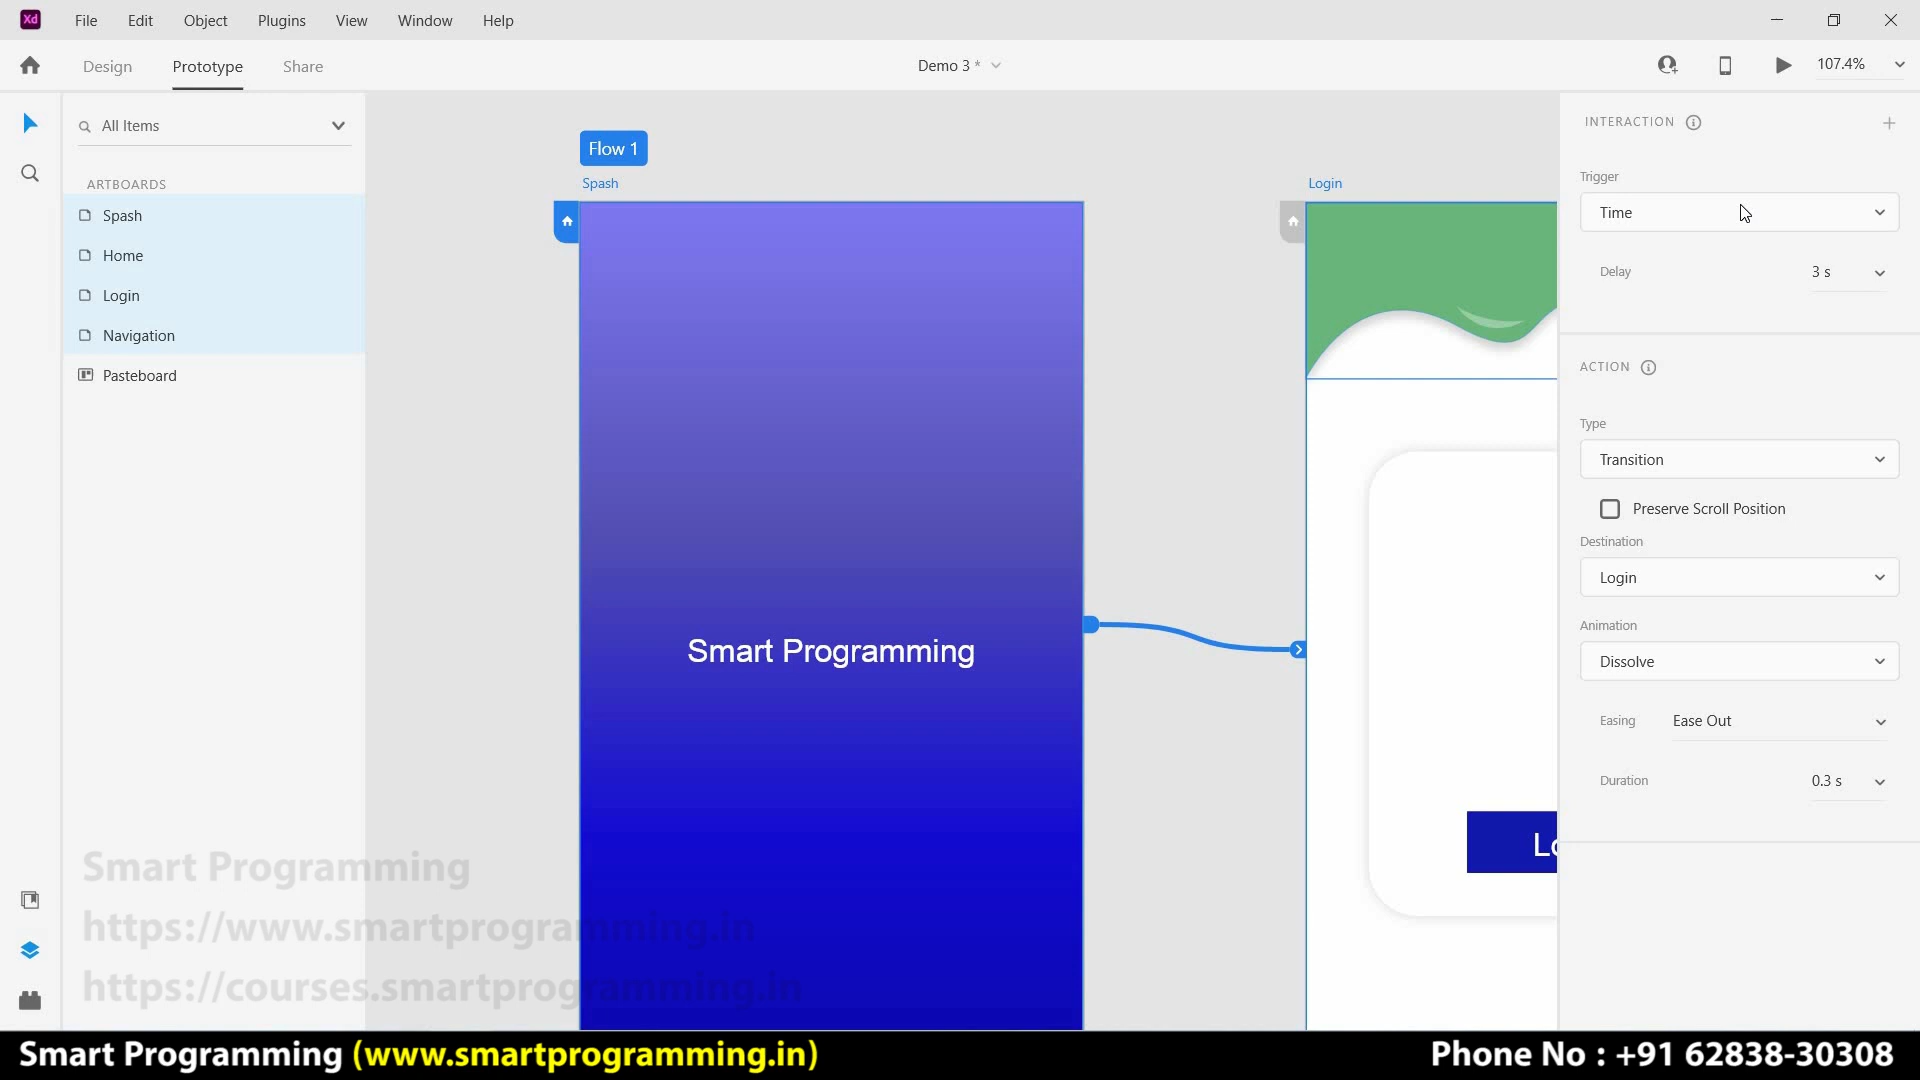 Xd File Edit Object Plugins View Window Help
Design Prototype Share Demo 3 * 107.4%
All Items
ARTBOARDS
Spash
Home
Login
Navigation
Pasteboard
Flow 1
Spash
Smart Programming
Login
Lo
INTERACTION
Trigger
Time
Delay 3 s
ACTION
Type
Transition
Preserve Scroll Position
Destination
Login
Animation
Dissolve
Easing Ease Out
Duration 0.3 s
Smart Programming
https://www.smartprogramming.in
https://courses.smartprogramming.in
Smart Programming (www.smartprogramming.in) Phone No : +91 62838-30308